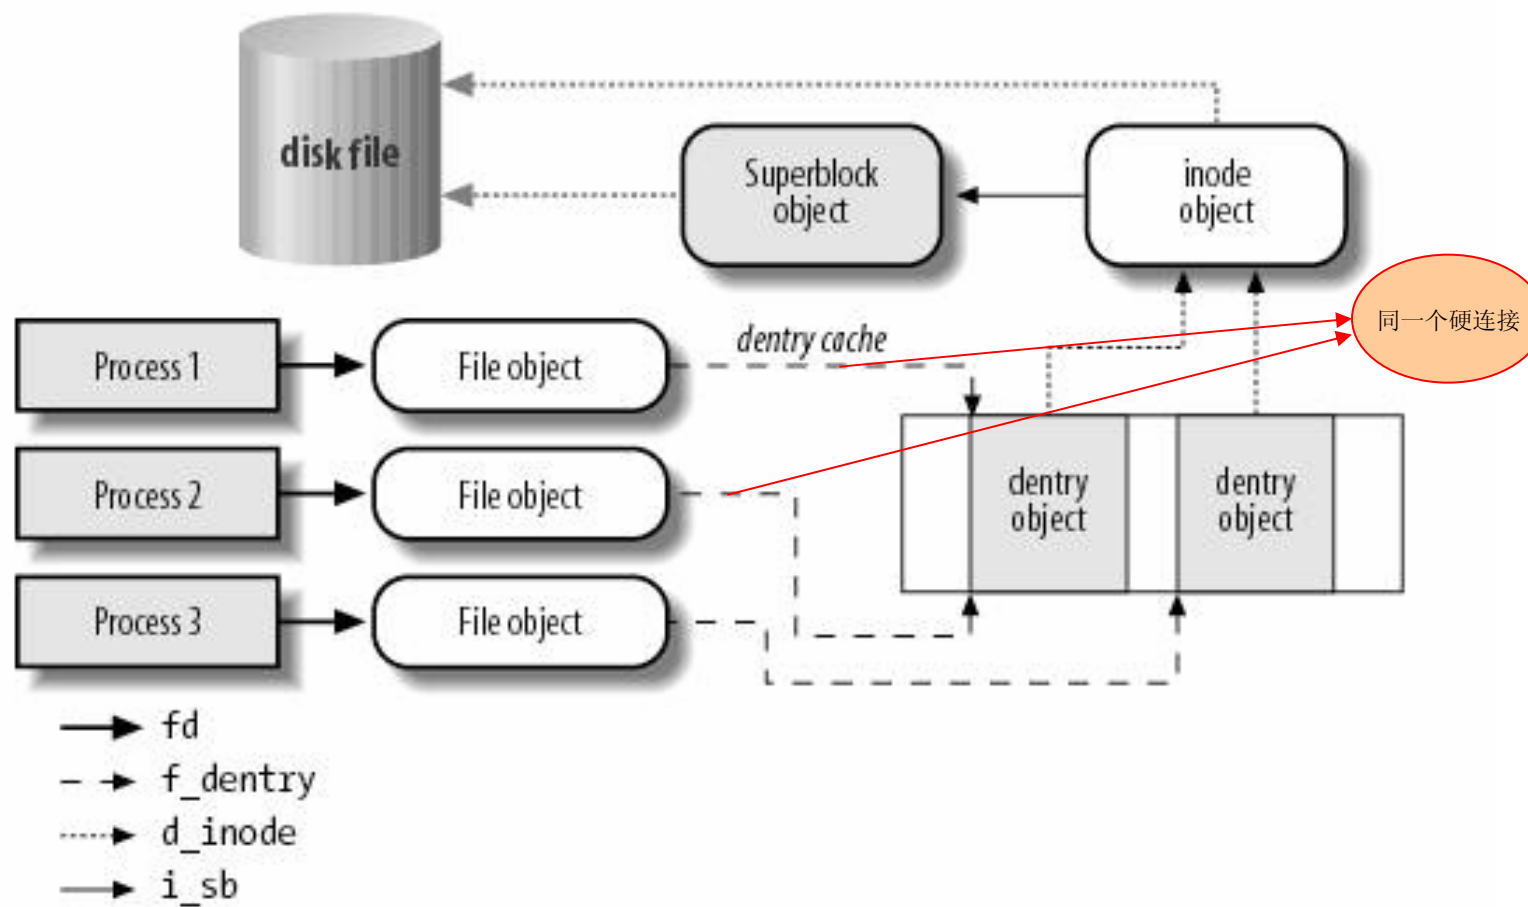 disk file
Superblock
object
inode
object
同一个硬连接
Process 1
File object
dentry cache
Process 2
File object
dentry
object
dentry
object
Process 3
File object
fd
f_dentry
d_inode
i_sb